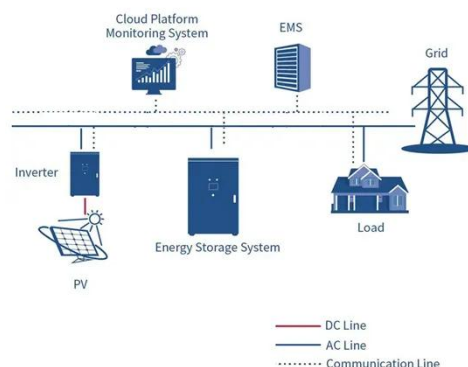 Cloud Platform
Monitoring System
EMS
Grid
Inverter
Energy Storage System
Load
PV
DC Line
AC Line
Communication Line